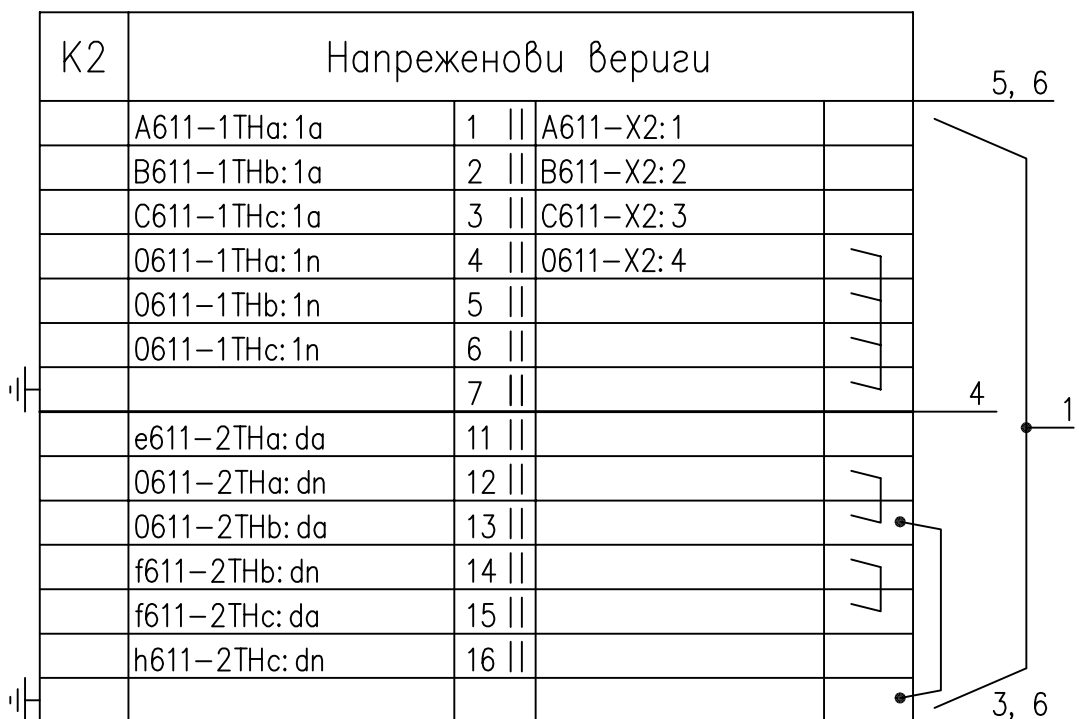 К2 Напреженови вериги
5, 6
A611-1THa:1a 1 || A611-X2:1
B611-1THb:1a 2 || B611-X2:2
C611-1THc:1a 3 || C611-X2:3
0611-1THa:1n 4 || 0611-X2:4
0611-1THb:1n 5 ||
0611-1THc:1n 6 ||
7 ||
4
1
e611-2THa:da 11 ||
0611-2THa:dn 12 ||
0611-2THb:da 13 ||
f611-2THb:dn 14 ||
f611-2THc:da 15 ||
h611-2THc:dn 16 ||
3, 6